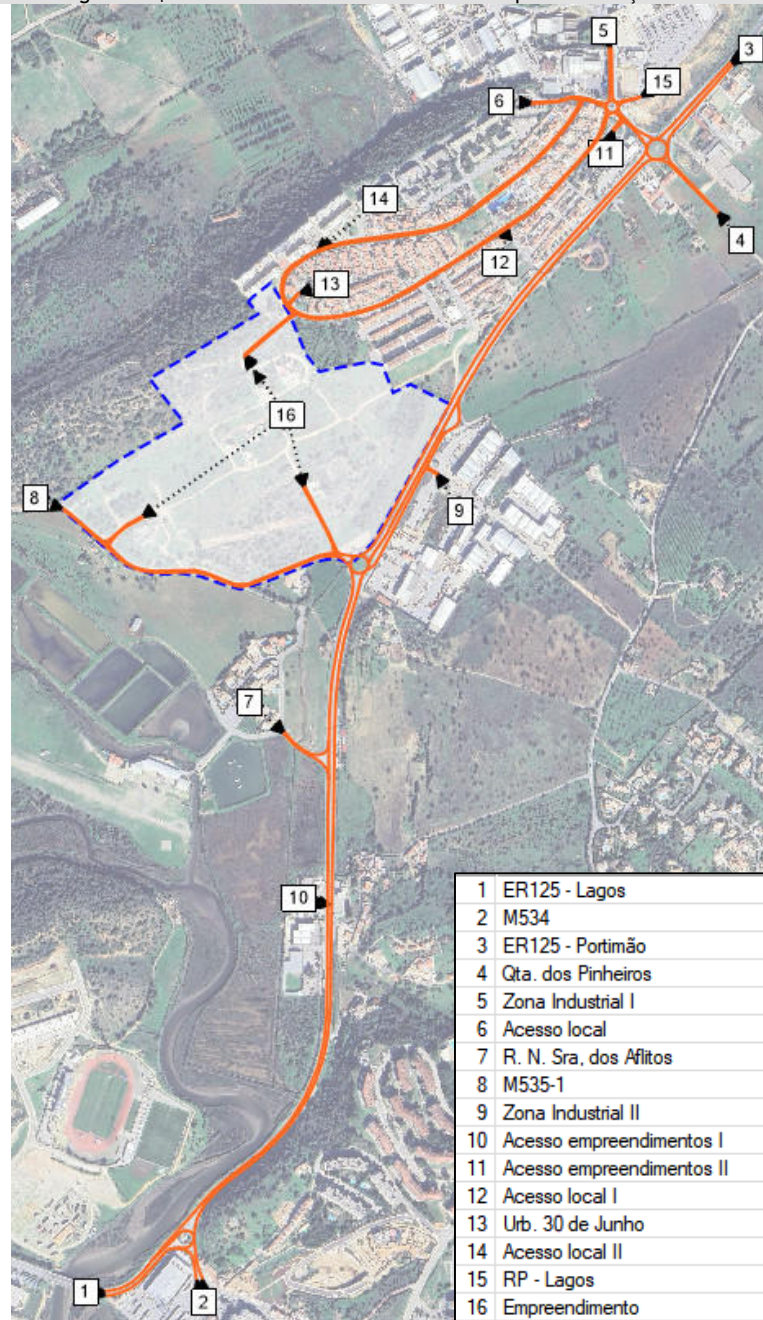 5
3
15
6
11
14
4
12
13
16
8
9
7
10
1 ER125 - Lagos
2 M534
3 ER125 - Portimão
4 Qta. dos Pinheiros
5 Zona Industrial I
6 Acesso local
7 R. N. Sra, dos Aflitos
8 M535-1
9 Zona Industrial II
10 Acesso empreendimentos I
11 Acesso empreendimentos II
12 Acesso local I
13 Urb. 30 de Junho
14 Acesso local II
15 RP - Lagos
16 Empreendimento
1
2